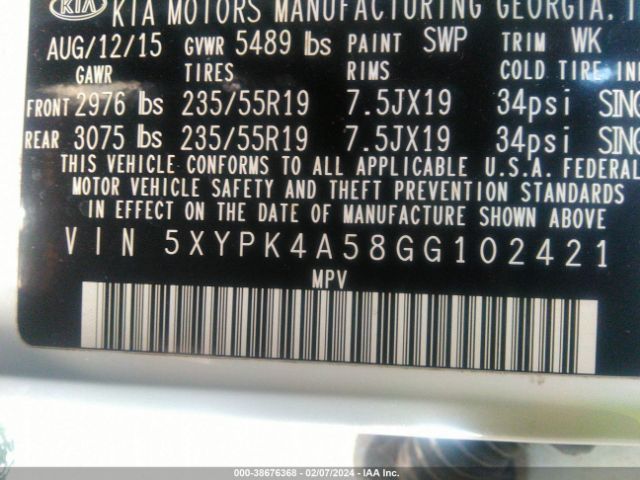 KIA KIA MOTORS MANUFACTURING GEORGIA,
AUG/12/15 GVWR 5489 lbs PAINT SWP TRIM WK
GAWR TIRES RIMS COLD TIRE
FRONT 2976 lbs 235/55R19 7.5JX19 34psi SING
REAR 3075 lbs 235/55R19 7.5JX19 34psi SING
THIS VEHICLE CONFORMS TO ALL APPLICABLE U.S.A. FEDERAL
MOTOR VEHICLE SAFETY AND THEFT PREVENTION STANDARDS
IN EFFECT ON THE DATE OF MANUFACTURE SHOWN ABOVE
VIN 5XYPK4A58GG102421
MPV
000-38676368 - 02/07/2024 - IAA Inc.